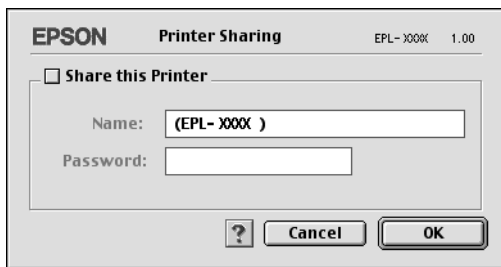 EPSON Printer Sharing EPL-XXXX 1.00
Share this Printer
Name: (EPL- XXXX )
Password:
? Cancel OK